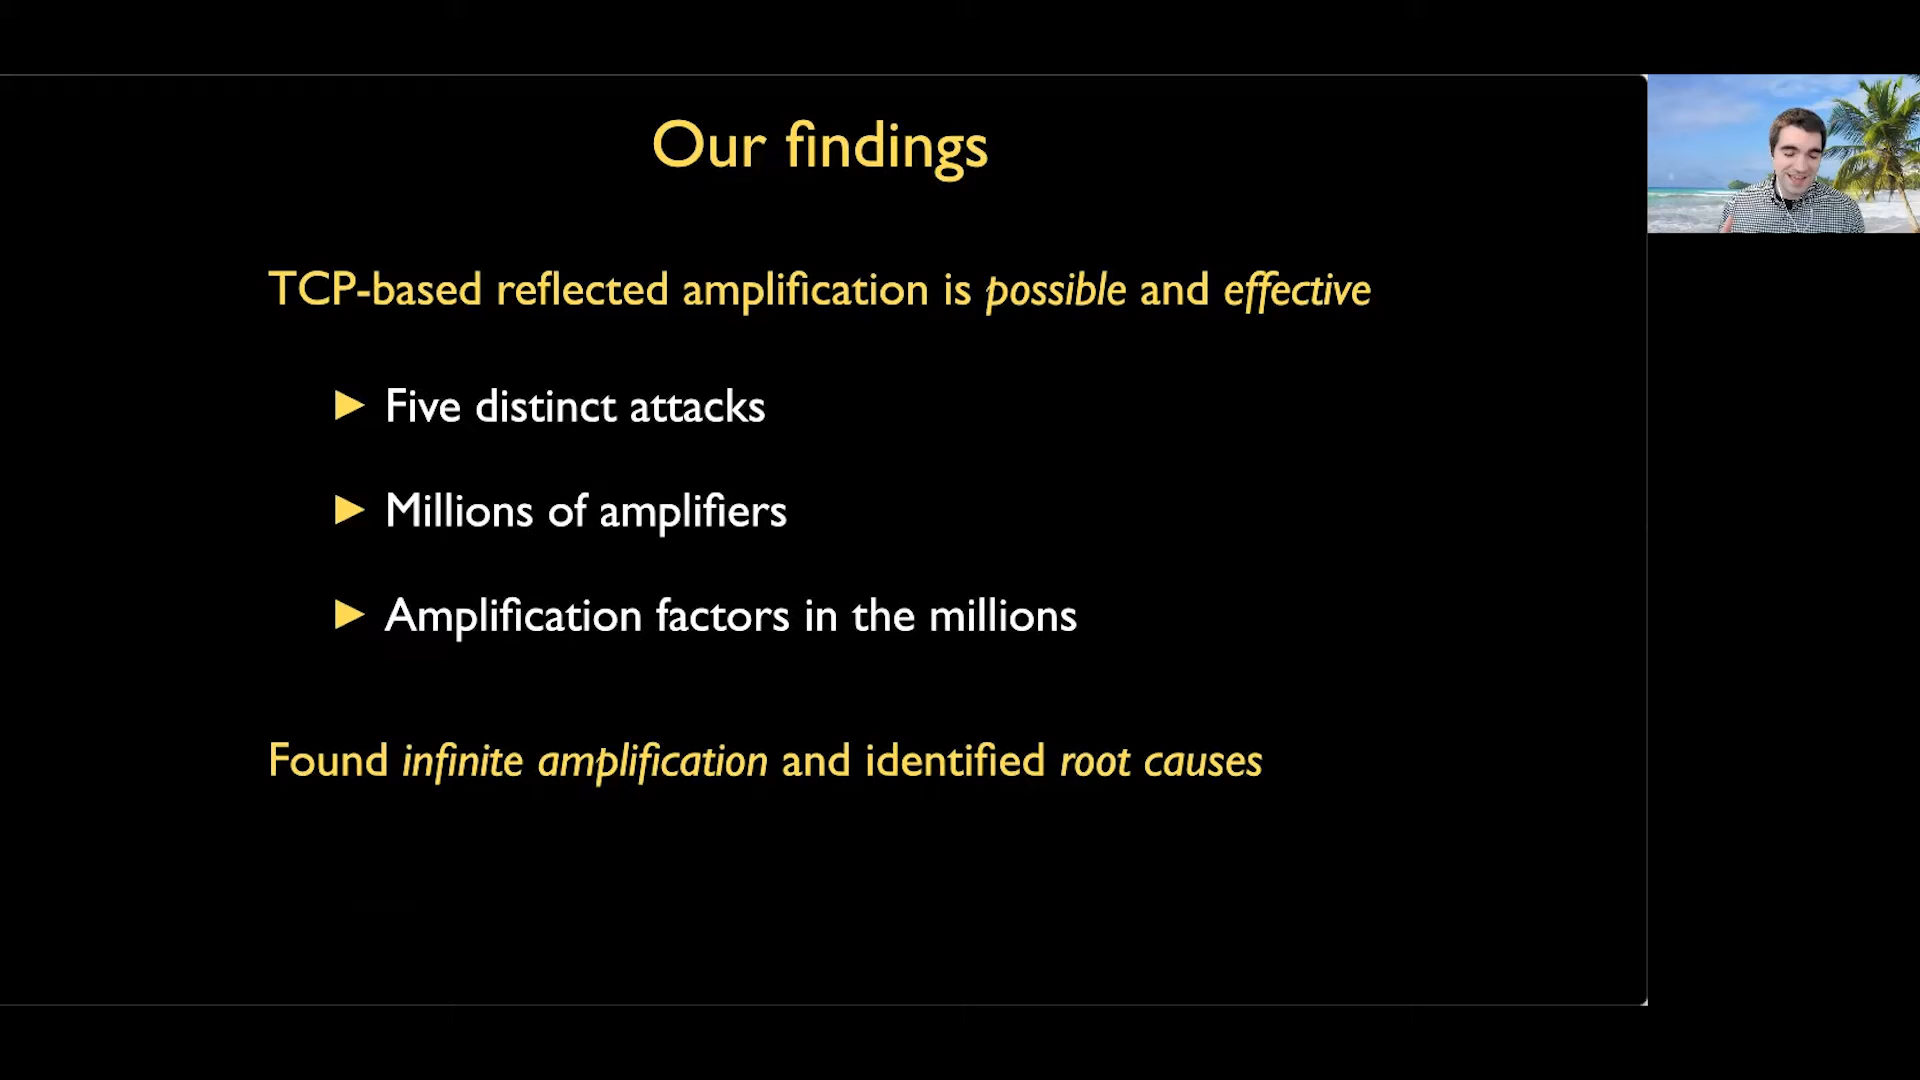 Our findings
TCP-based reflected amplification is possible and effective
► Five distinct attacks
► Millions of amplifiers
► Amplification factors in the millions
Found infinite amplification and identified root causes